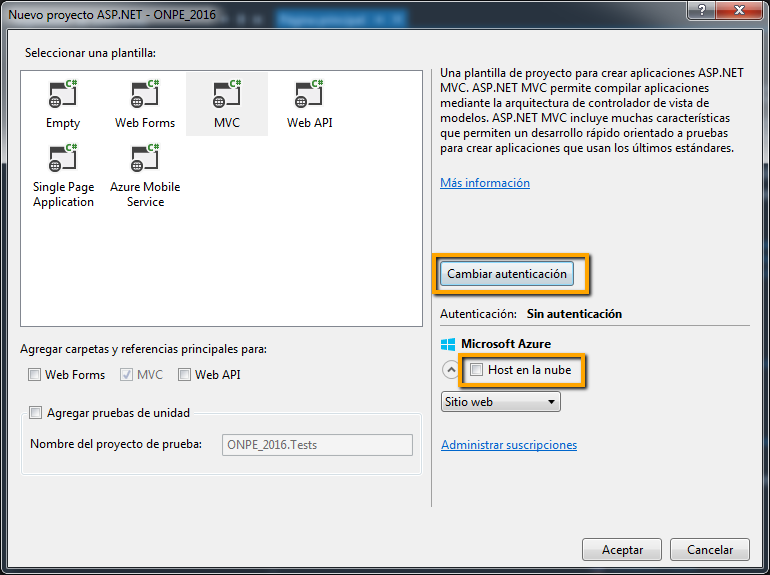 Nuevo proyecto ASP.NET - ONPE_2016
Seleccionar una plantilla:
C#
Empty
C#
Web Forms
C#
MVC
C#
Web API
C#
Single Page
Application
C#
Azure Mobile
Service
Una plantilla de proyecto para crear aplicaciones ASP.NET
MVC. ASP.NET MVC permite compilar aplicaciones
mediante la arquitectura de controlador de vista de
modelos. ASP.NET MVC incluye muchas características
que permiten un desarrollo rápido orientado a pruebas
para crear aplicaciones que usan los últimos estándares.
Más información
Cambiar autenticación
Autenticación: Sin autenticación
Microsoft Azure
Host en la nube
Sitio web
Administrar suscripciones
Agregar carpetas y referencias principales para:
Web Forms
MVC
Web API
Agregar pruebas de unidad
Nombre del proyecto de prueba:
ONPE_2016.Tests
Aceptar
Cancelar